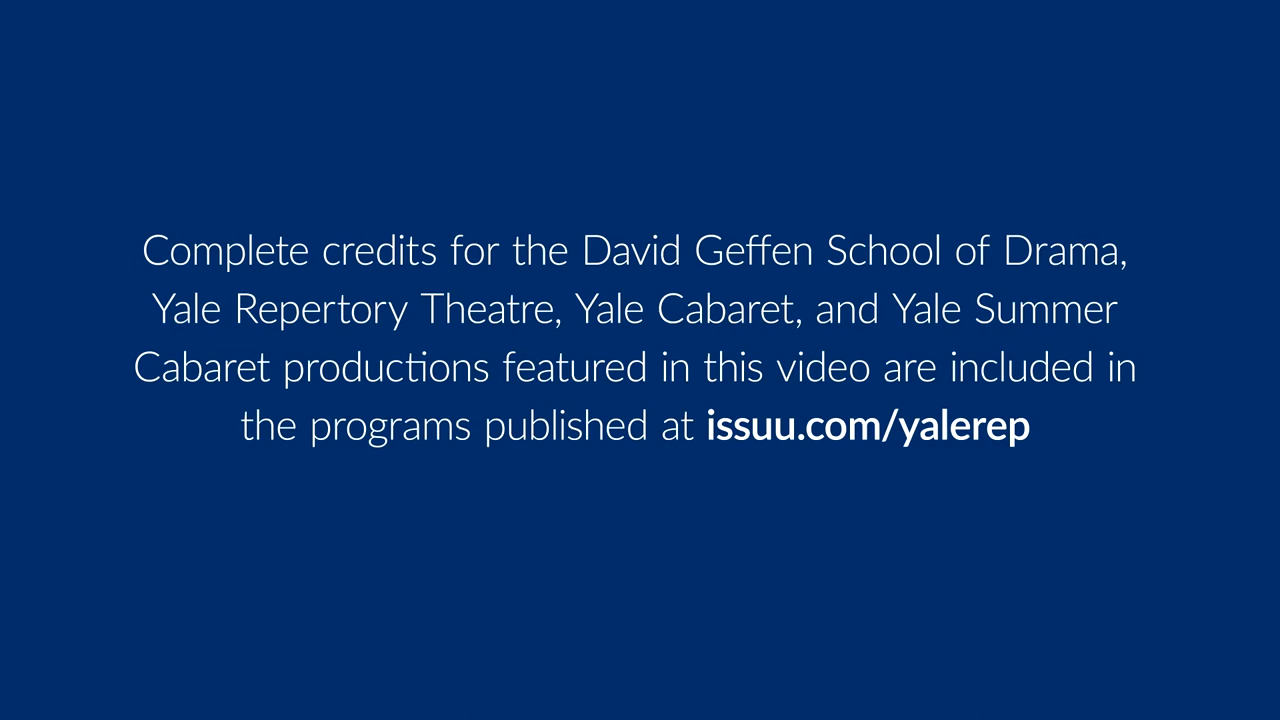 Complete credits for the David Geffen School of Drama,
Yale Repertory Theatre, Yale Cabaret, and Yale Summer
Cabaret productions featured in this video are included in
the programs published at issuu.com/yalerep